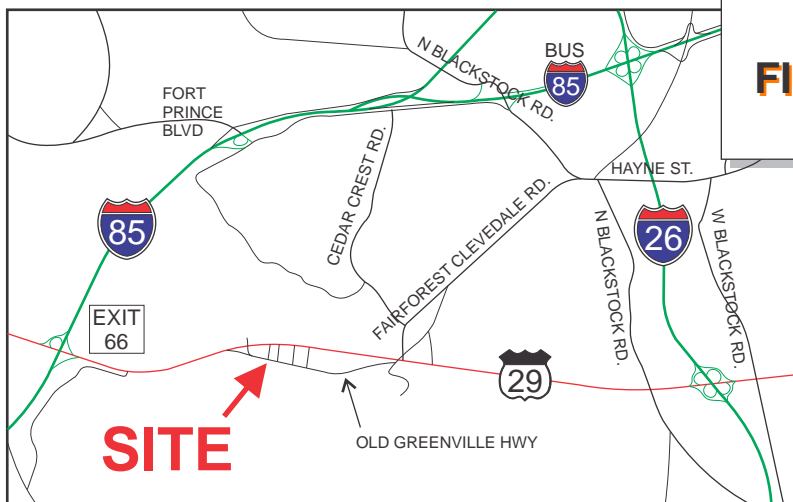 FI
N BLACKSTOCK RD.
BUS
85
FORT
PRINCE
BLVD
HAYNE ST.
CEDAR CREST RD.
FAIRFOREST CLEVEDALE RD.
85
26
N BLACKSTOCK RD.
W BLACKSTOCK RD.
EXIT
66
29
SITE
OLD GREENVILLE HWY